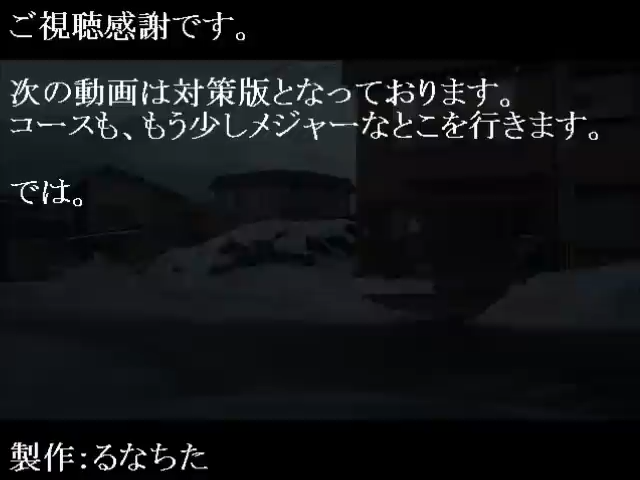 ご視聴感謝です。
次の動画は対策版となっております。
コースも、もう少しメジャーなとこを行きます。
では。
製作：るなちた